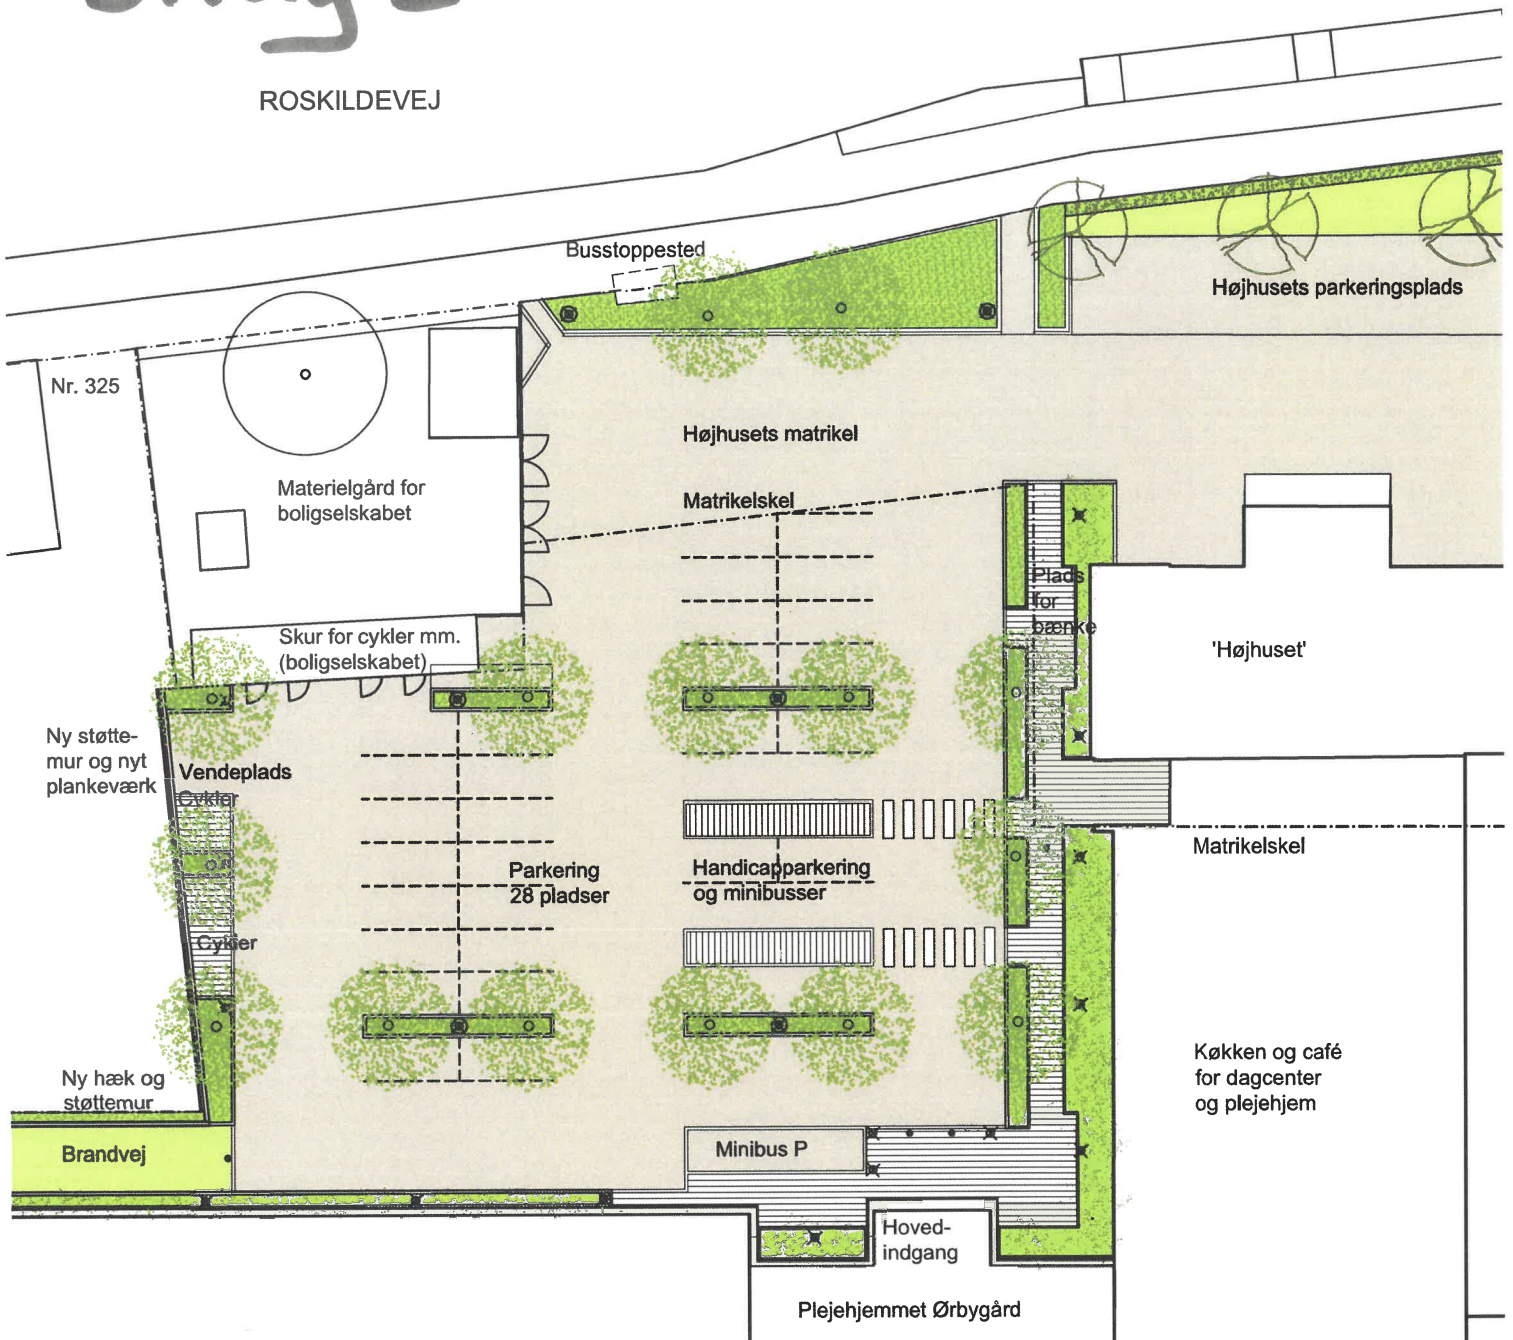 ROSKILDEVEJ
Busstoppested
Højhusets parkeringsplads
Nr. 325
Højhusets matrikel
Materielgård for
boligselskabet
Matrikelskel
Plads
for
bænke
Skur for cykler mm.
(boligselskabet)
'Højhuset'
Ny støtte-
mur og nyt
plankeværk
Vendeplads
Cykler
Matrikelskel
Parkering
28 pladser
Handicapparkering
og minibusser
Cykler
Køkken og café
for dagcenter
og plejehjem
Ny hæk og
støttemur
Brandvej
Minibus P
Hoved-
indgang
Plejehjemmet Ørbygård